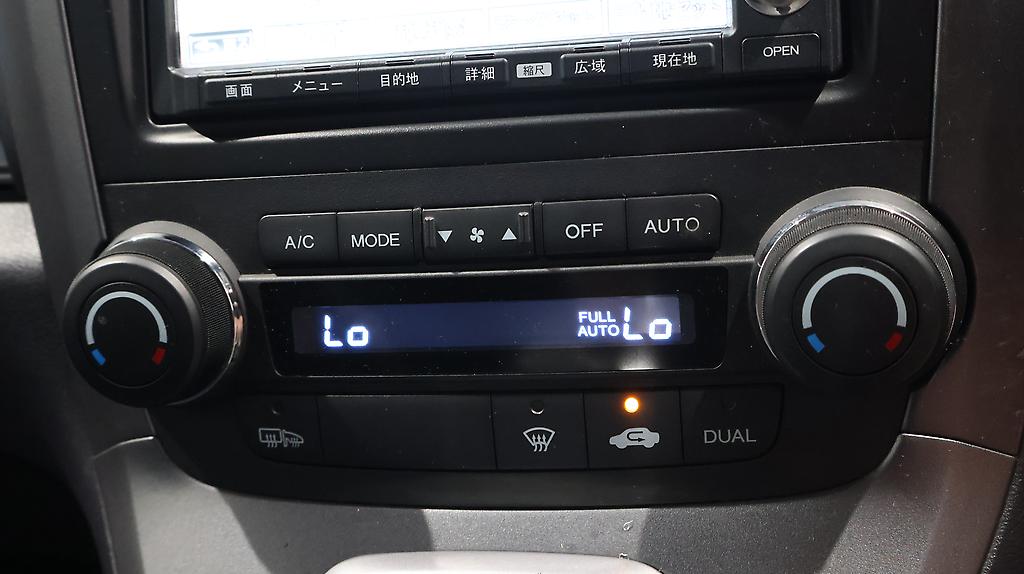 画面 メニュー 目的地 詳細 縮尺 広域 現在地 OPEN
A/C MODE OFF AUTO
Lo FULL AUTO Lo
DUAL